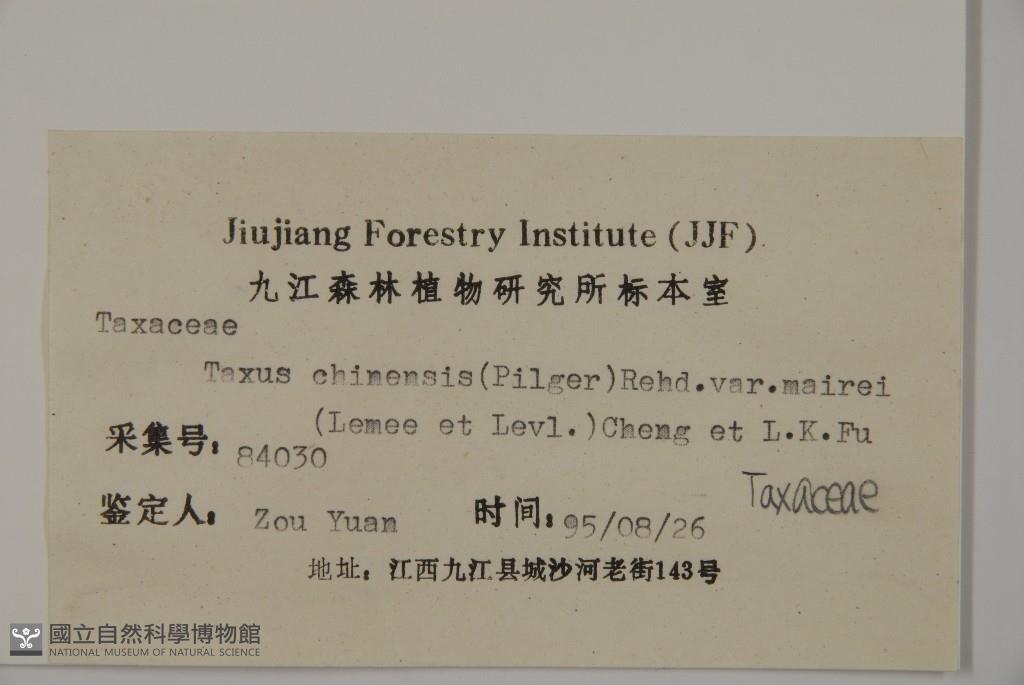 Jiujiang Forestry Institute (JJF)
九江森林植物研究所标本室
Taxaceae
Taxus chinensis(Pilger)Rehd.var.mairei
(Lemee et Levl.)Cheng et L.K.Fu
采集号: 84030
Taxaceae
鉴定人: Zou Yuan 时间: 95/08/26
地址: 江西九江县城沙河老街143号
國立自然科學博物館
NATIONAL MUSEUM OF NATURAL SCIENCE